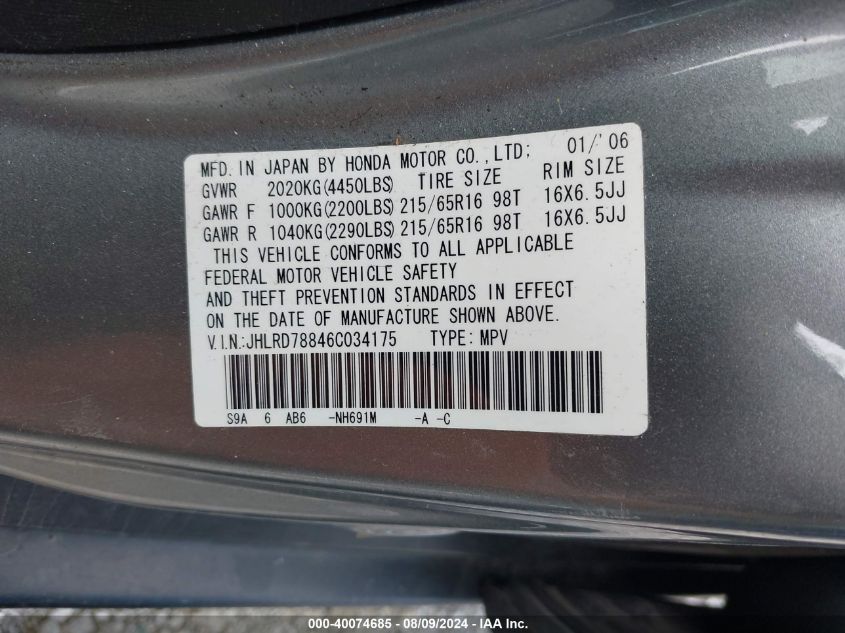 MFD. IN JAPAN BY HONDA MOTOR CO.,LTD; 01/'06
GVWR 2020KG(4450LBS) TIRE SIZE RIM SIZE
GAWR F 1000KG(2200LBS) 215/65R16 98T 16X6.5JJ
GAWR R 1040KG(2290LBS) 215/65R16 98T 16X6.5JJ
THIS VEHICLE CONFORMS TO ALL APPLICABLE
FEDERAL MOTOR VEHICLE SAFETY
AND THEFT PREVENTION STANDARDS IN EFFECT
ON THE DATE OF MANUFACTURE SHOWN ABOVE.
V.I.N.:JHLRD78846C034175 TYPE: MPV
S9A 6 AB6 -NH691M -A -C
000-40074685 - 08/09/2024 - IAA Inc.